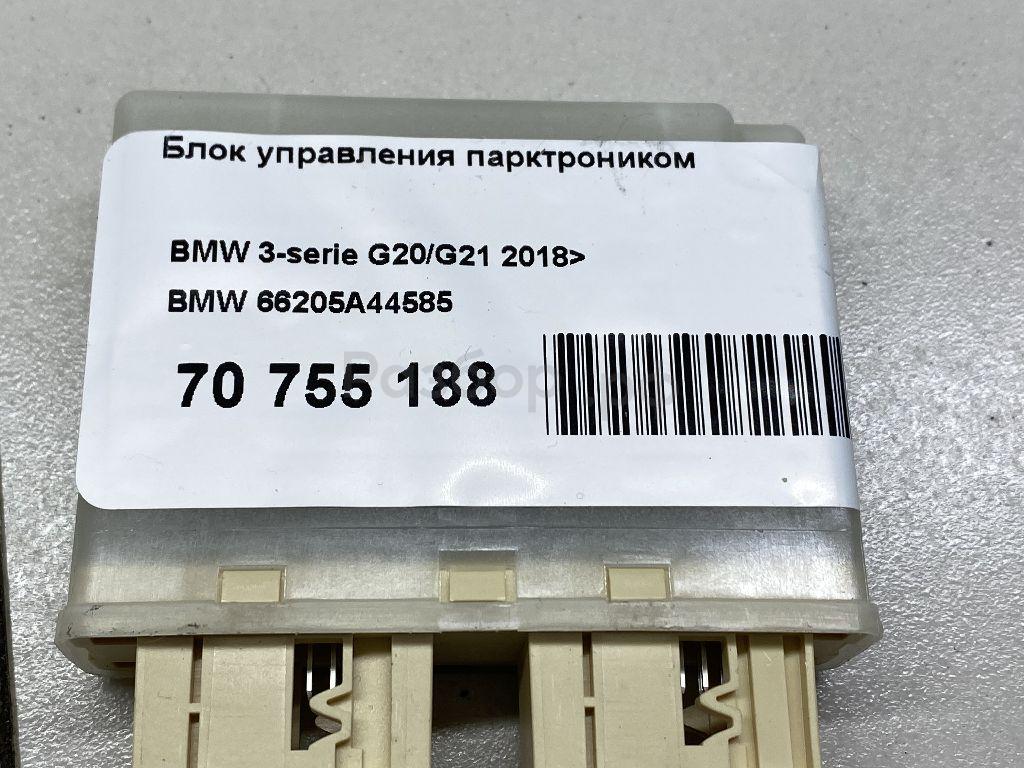 Блок управления парктроником
BMW 3-serie G20/G21 2018>
BMW 66205A44585
70 755 188